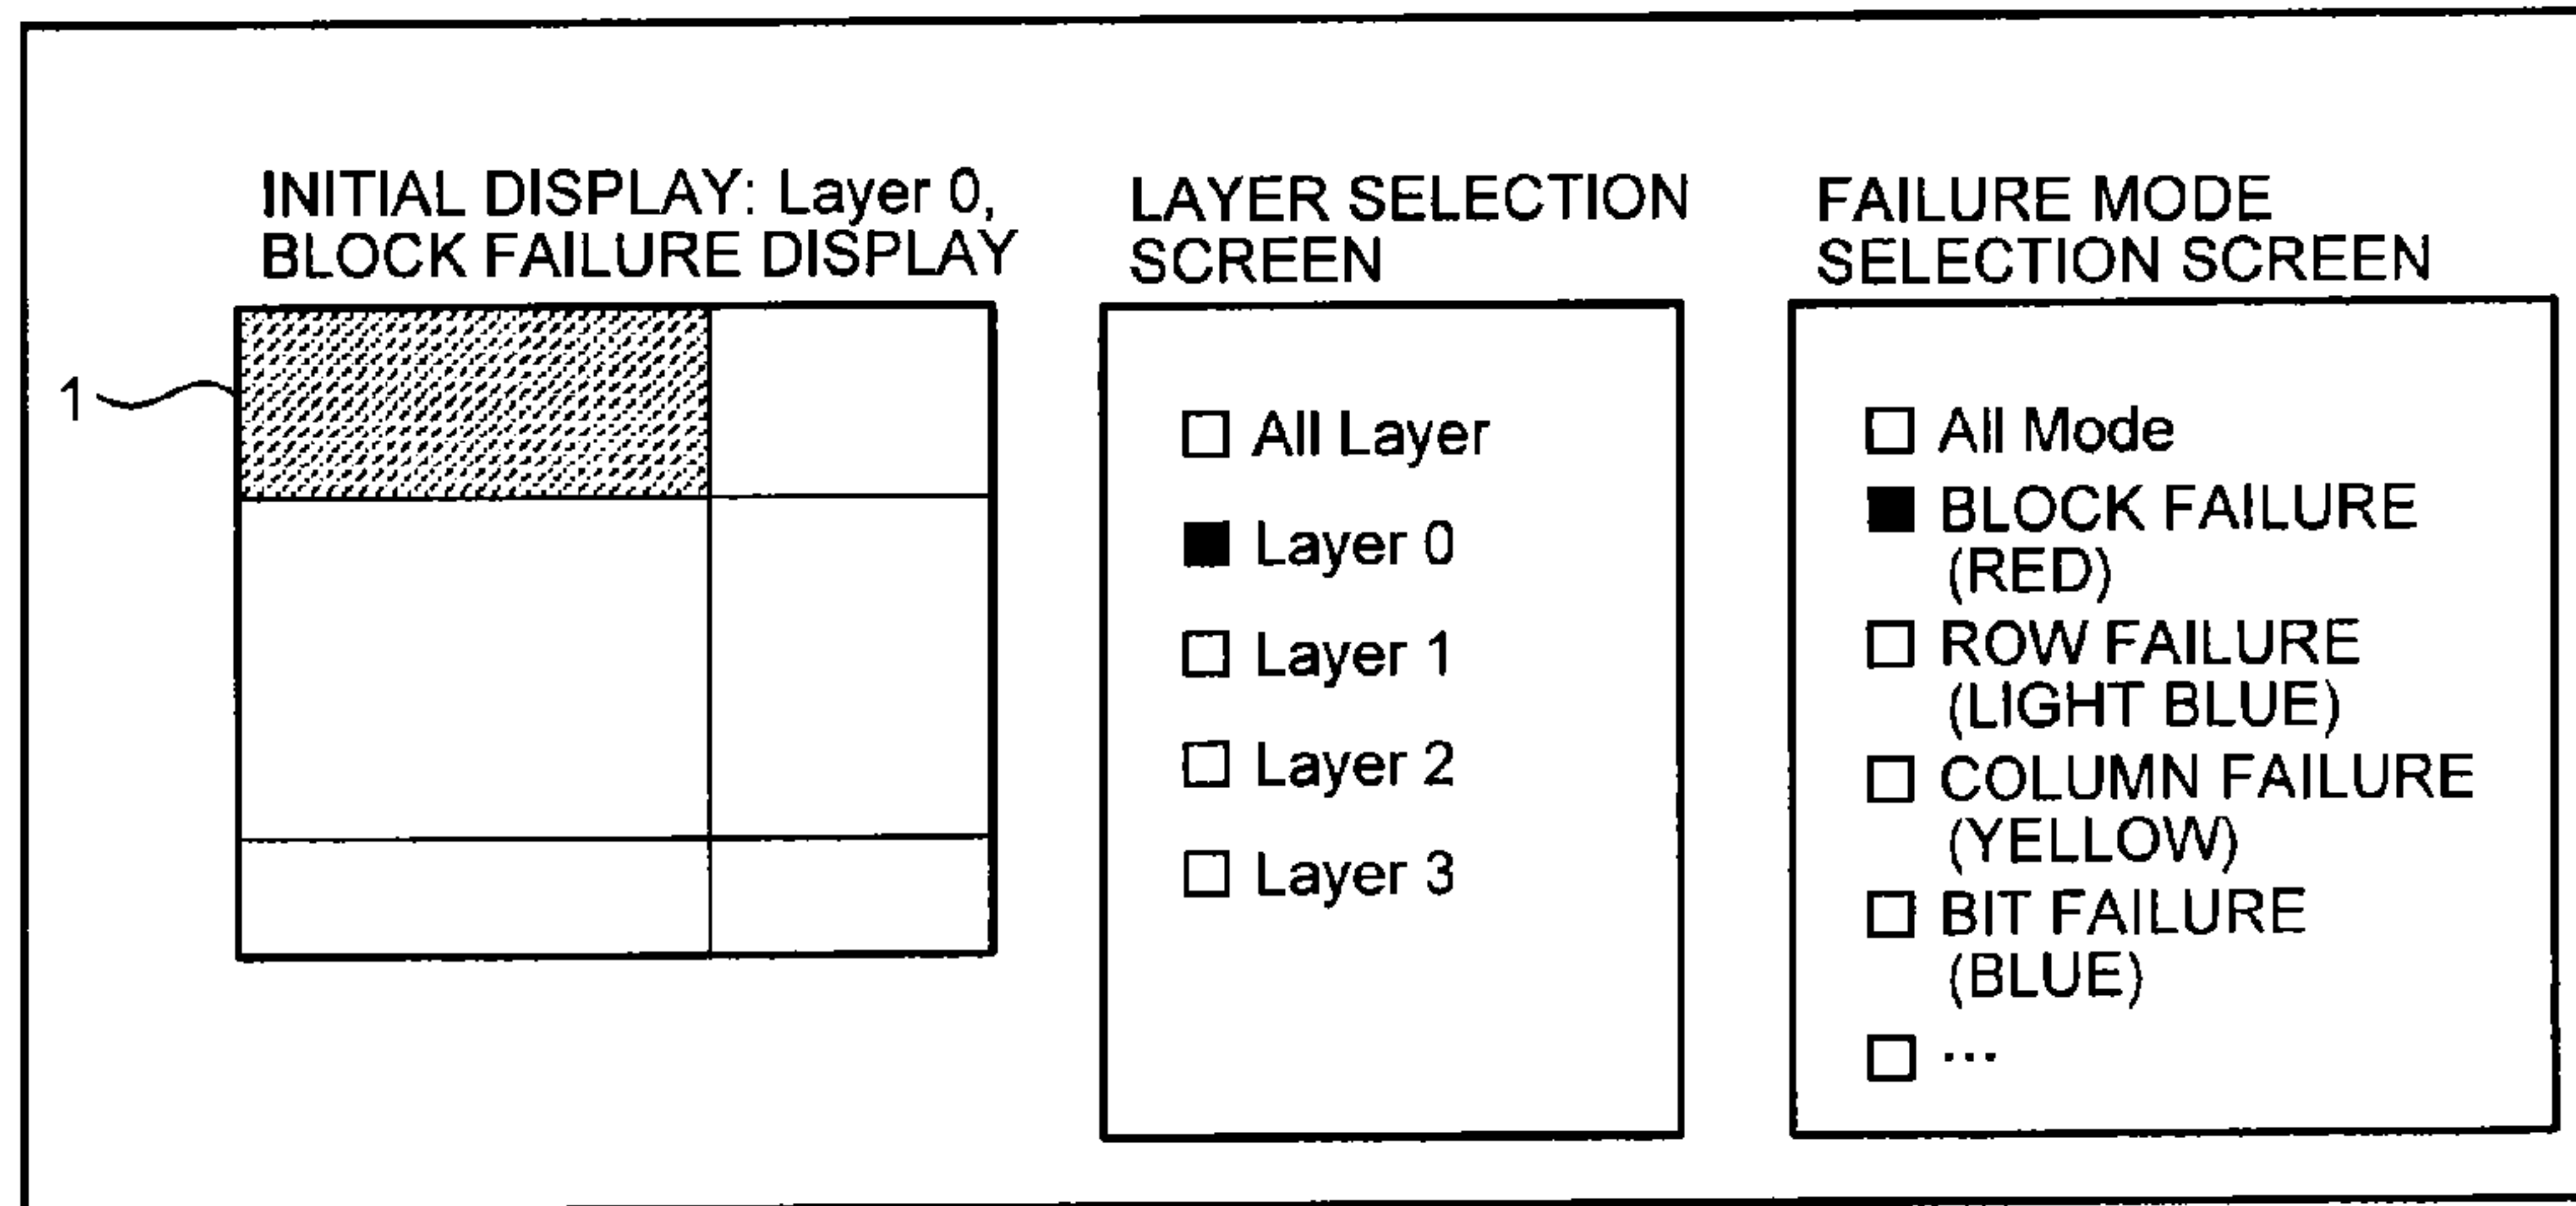 INITIAL DISPLAY: Layer 0,
BLOCK FAILURE DISPLAY
1
LAYER SELECTION
SCREEN
All Layer
Layer 0
Layer 1
Layer 2
Layer 3
FAILURE MODE
SELECTION SCREEN
All Mode
BLOCK FAILURE
(RED)
ROW FAILURE
(LIGHT BLUE)
COLUMN FAILURE
(YELLOW)
BIT FAILURE
(BLUE)
...